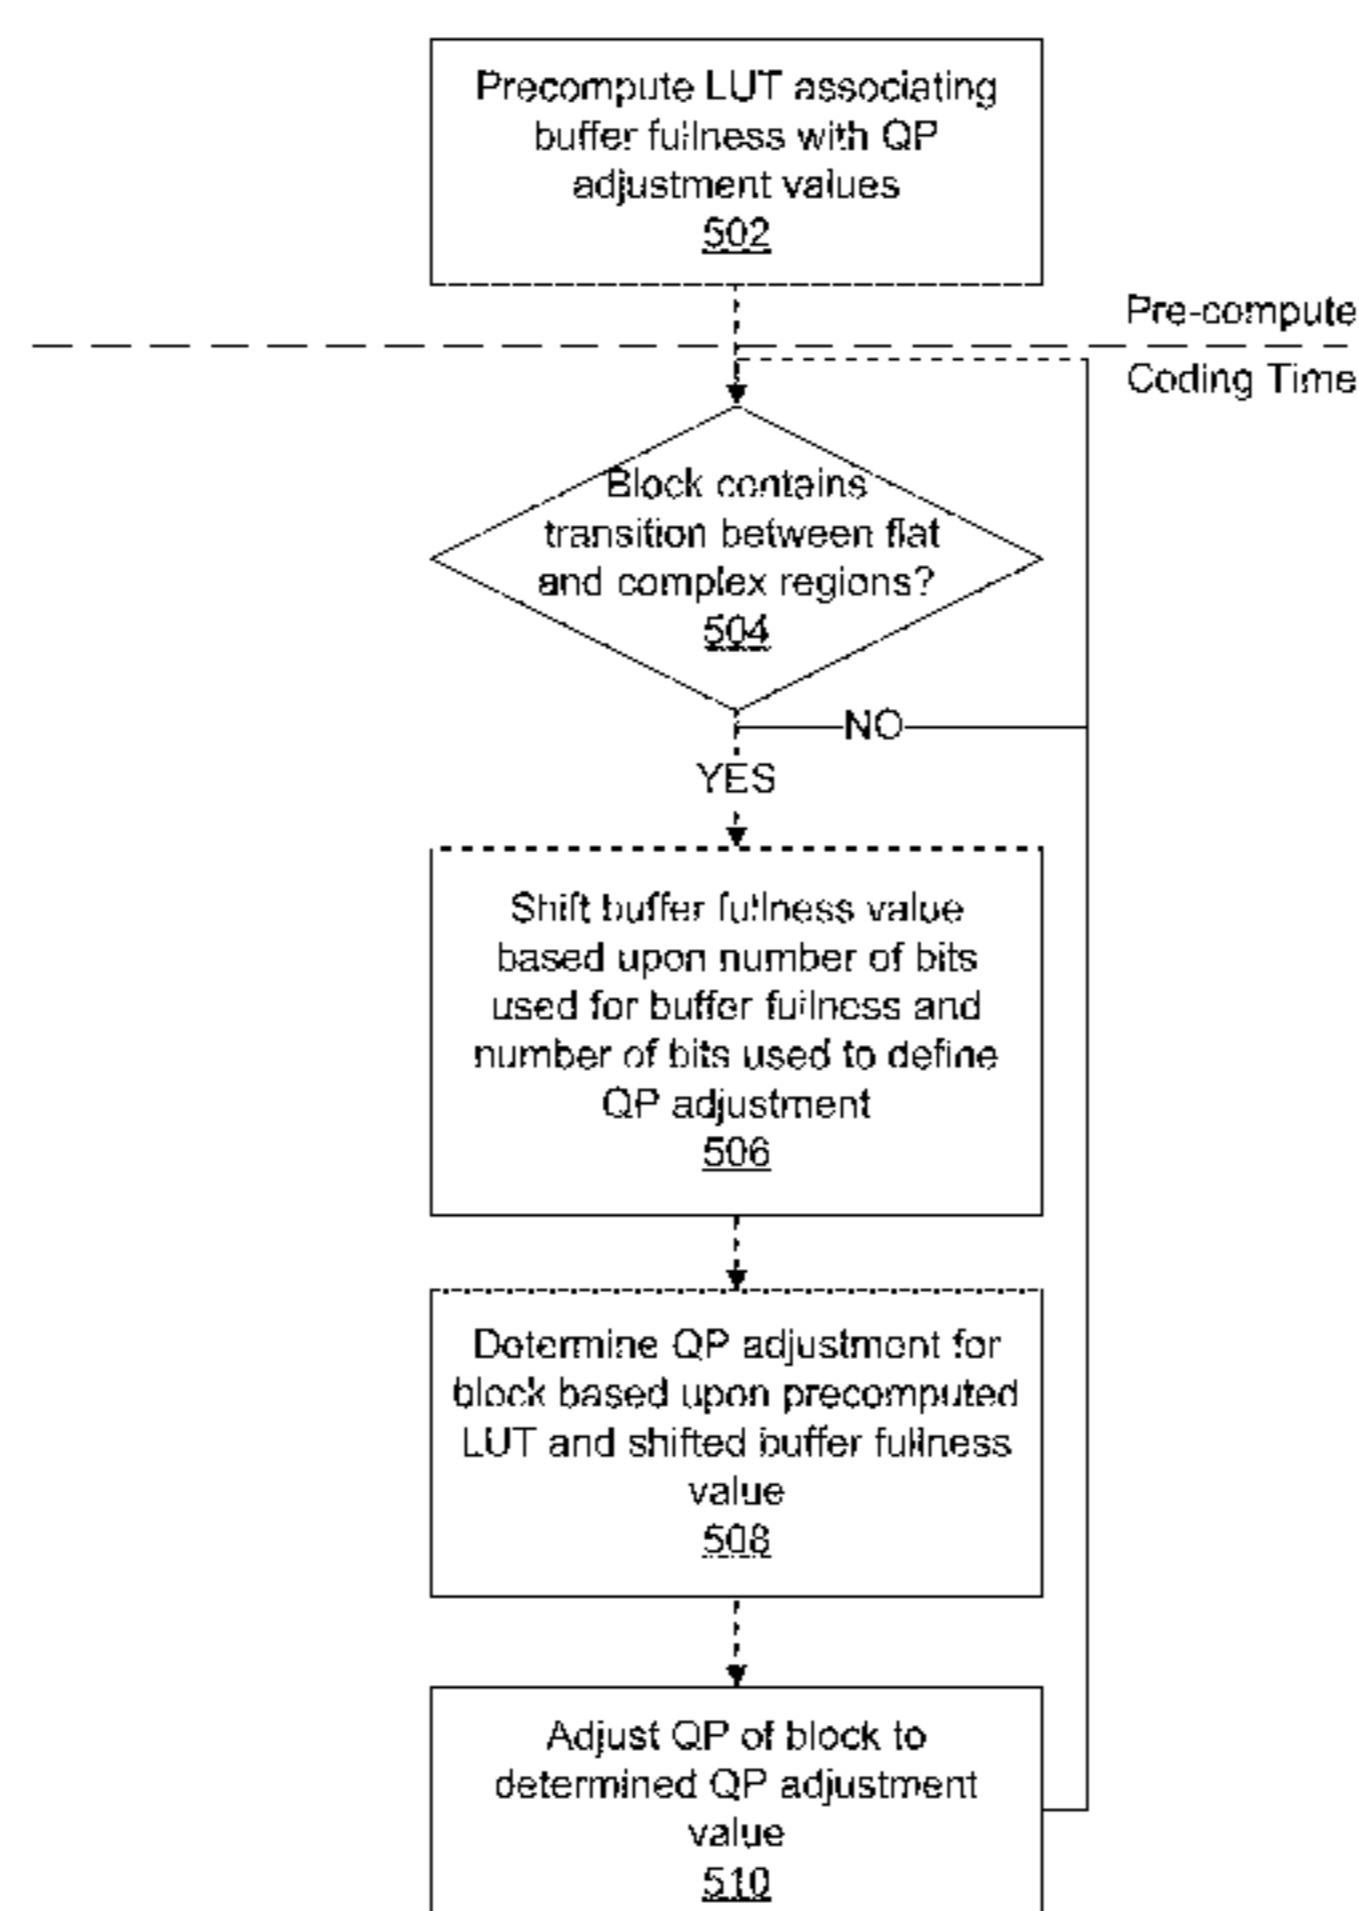 Precompute LUT associating
buffer fullness with QP
adjustment values
502
Pre-compute
Coding Time
Block contains
transition between flat
and complex regions?
504
NO
YES
Shift buffer fullness value
based upon number of bits
used for buffer fullness and
number of bits used to define
QP adjustment
506
Determine QP adjustment for
block based upon precomputed
LUT and shifted buffer fullness
value
508
Adjust QP of block to
determined QP adjustment
value
510